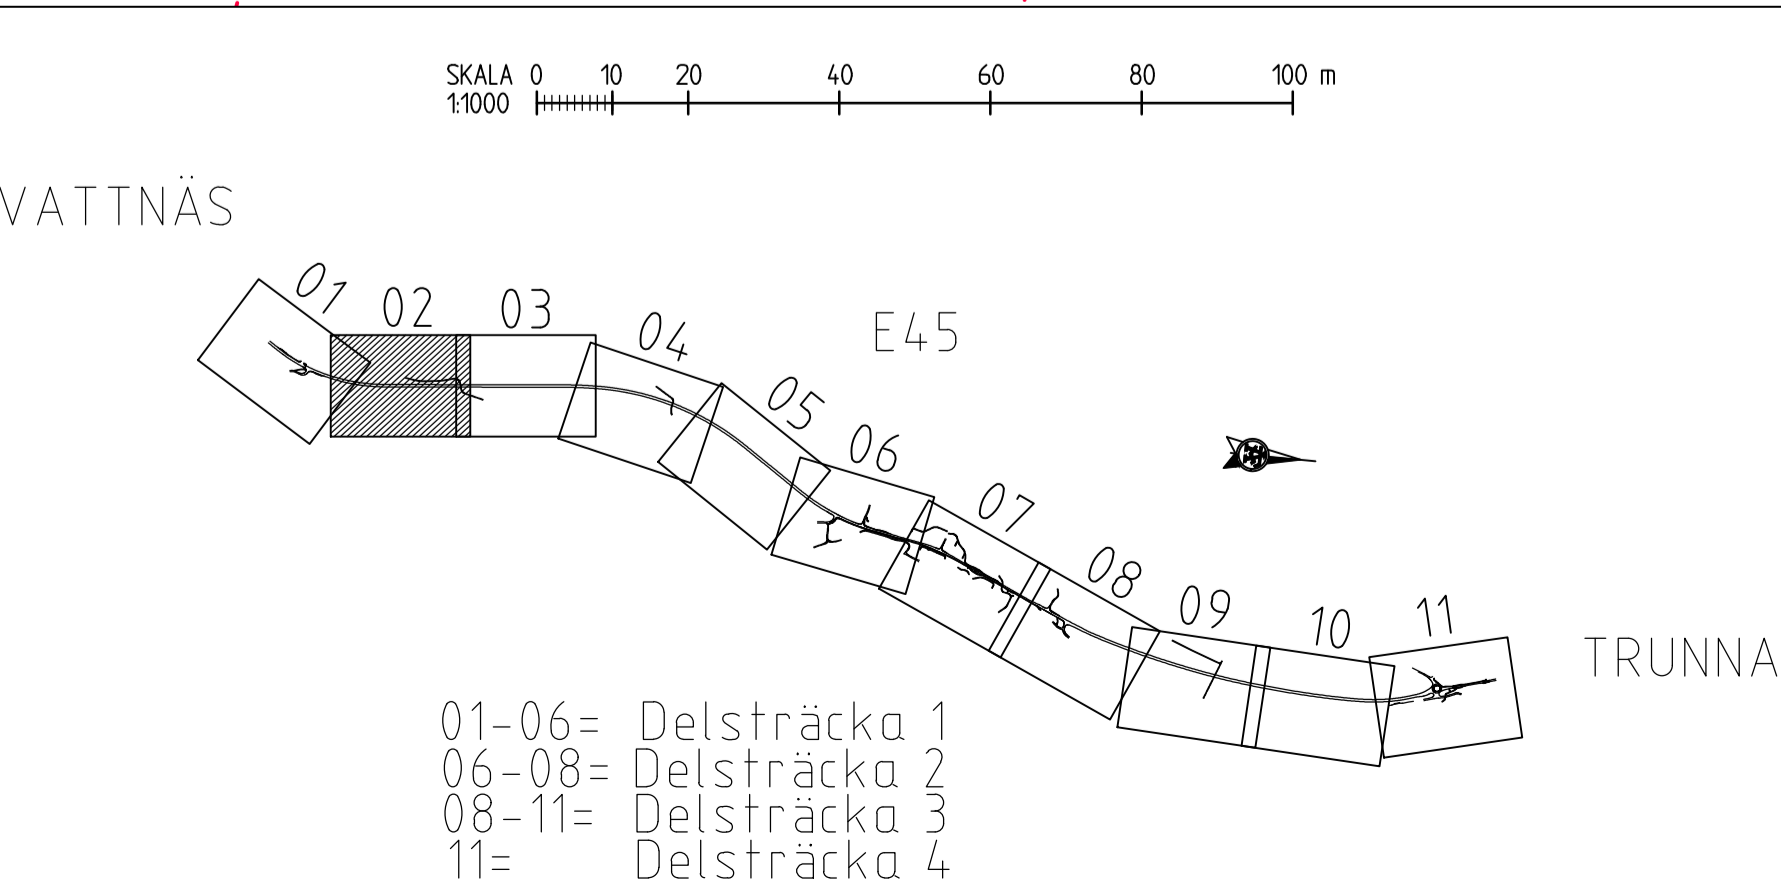 SKALA 0 10 20 40 60 80 100 m
1:1000
VATTNÄS
01 02 03 04 05 06 07 08 09 10 11
E45
TRUNNA
01-06= Delsträcka 1
06-08= Delsträcka 2
08-11= Delsträcka 3
11= Delsträcka 4